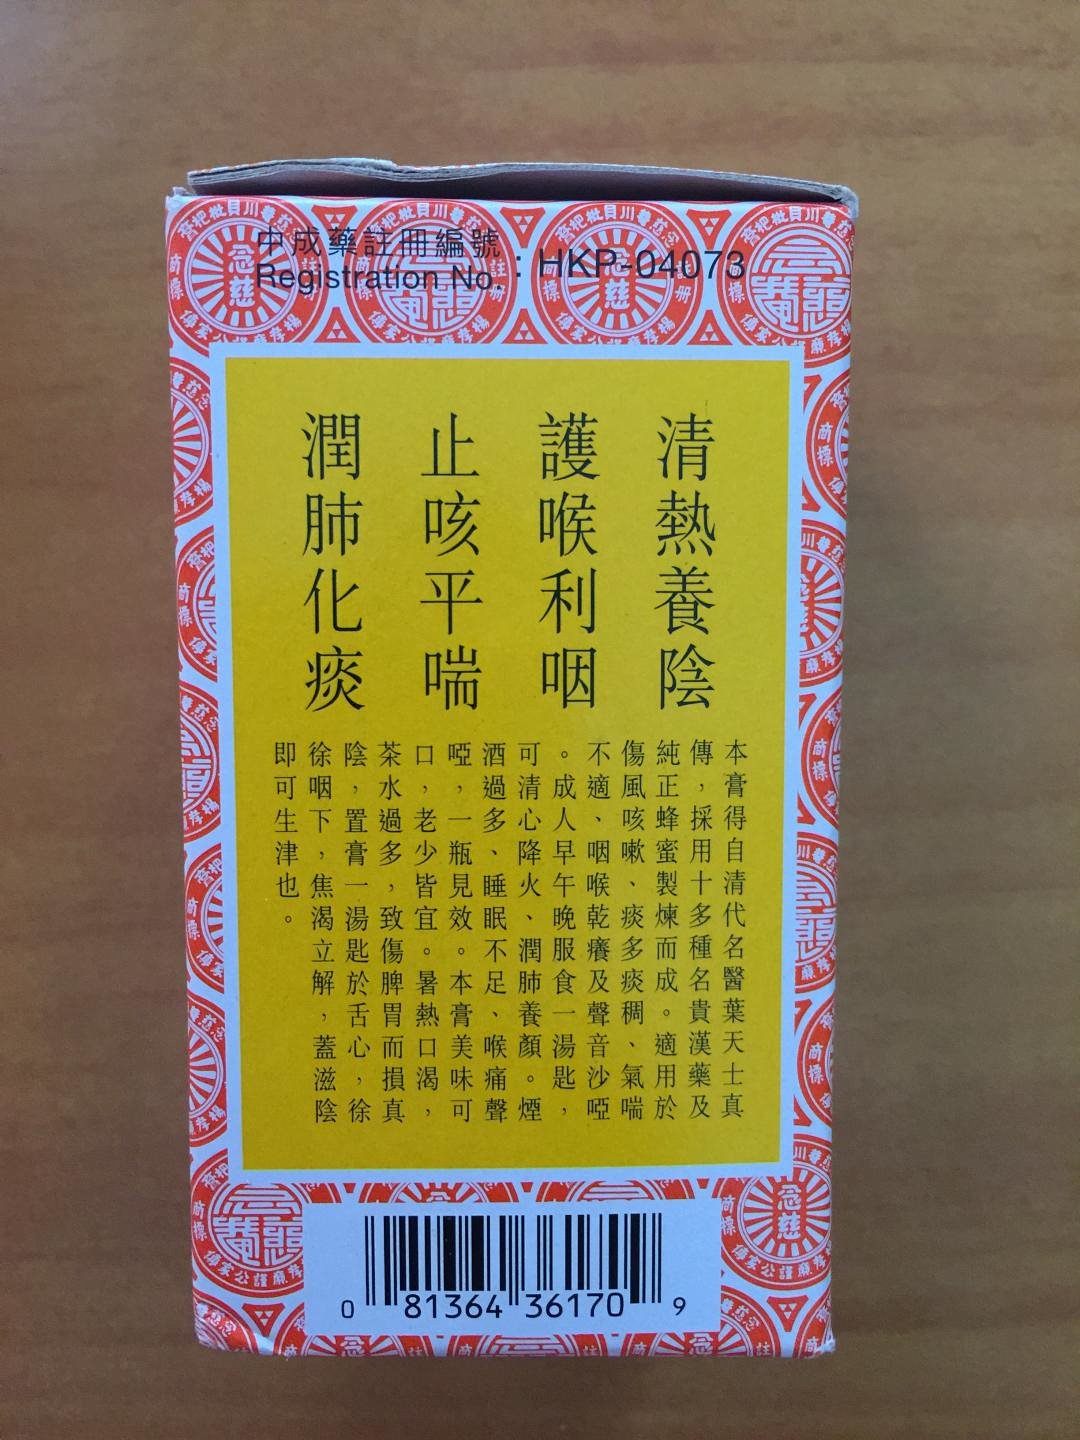 中成藥註冊編號
Registration No. : HKP-04073
清熱養陰
護喉利咽
止咳平喘
潤肺化痰
本膏得自清代名醫葉天士真
傳，採用十多種名貴漢藥及
純正蜂蜜製煉而成。適用於
傷風咳嗽、痰多痰稠、氣喘
不適、咽喉乾癢及聲音沙啞
。成人早午晚服食一湯匙，
可清心降火、潤肺養顏。煙
酒過多、睡眠不足、喉痛聲
啞，一瓶見效。本膏美味可
口，老少皆宜。暑熱口渴，
茶水過多，致傷脾胃而損真
陰，置膏一湯匙於舌心，徐
徐咽下，焦渴立解，蓋滋陰
即可生津也。
0 81364 36170 9